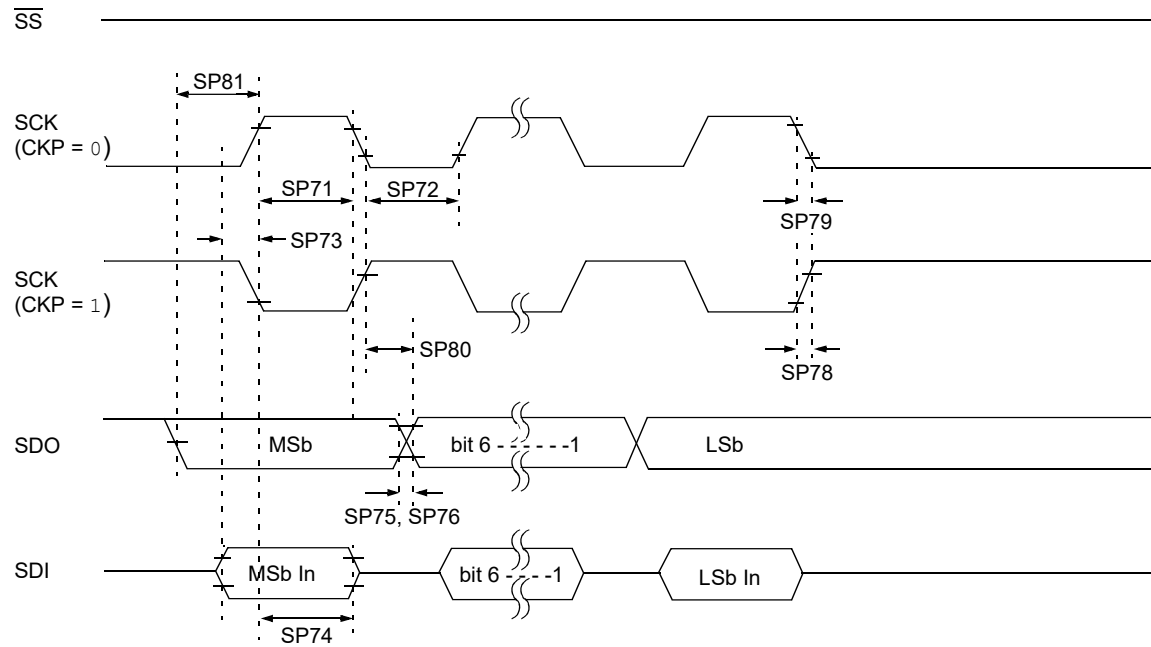 SS
SP81
SCK
(CKP = 0)
SP71
SP72
SP79
SP73
SCK
(CKP = 1)
SP80
SP78
SDO
MSb
bit 6 - - - - - - -1
LSb
SP75, SP76
SDI
MSb In
bit 6 - - - - -1
LSb In
SP74